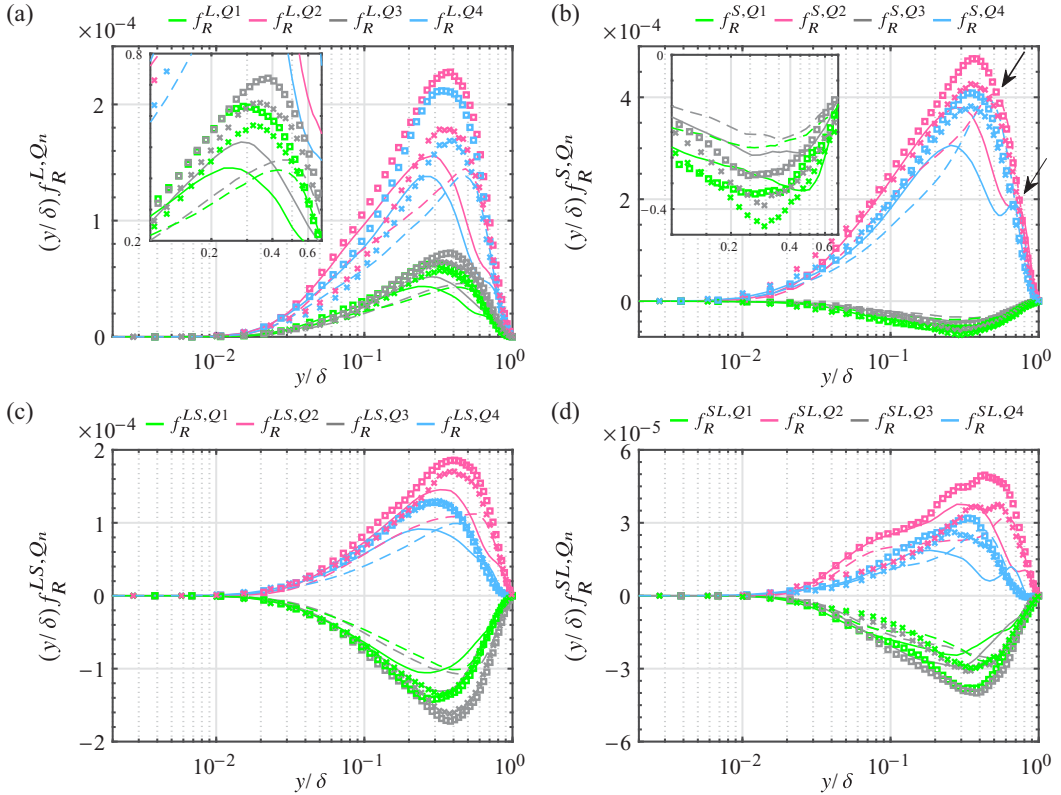 (a)
f_R^{L,Q1} f_R^{L,Q2} f_R^{L,Q3} f_R^{L,Q4}
×10^{-4}
(y/δ) f_R^{L,Q_n}
2
1
0
0.8
0.2
0.2 0.4 0.6
10^{-2} 10^{-1} 10^0
y/δ
(b)
f_R^{S,Q1} f_R^{S,Q2} f_R^{S,Q3} f_R^{S,Q4}
×10^{-4}
(y/δ) f_R^{S,Q_n}
4
2
0
0
−0.4
0.2 0.4 0.6
10^{-2} 10^{-1} 10^0
y/δ
(c)
f_R^{LS,Q1} f_R^{LS,Q2} f_R^{LS,Q3} f_R^{LS,Q4}
×10^{-4}
(y/δ) f_R^{LS,Q_n}
2
1
0
−1
−2
10^{-2} 10^{-1} 10^0
y/δ
(d)
f_R^{SL,Q1} f_R^{SL,Q2} f_R^{SL,Q3} f_R^{SL,Q4}
×10^{-5}
(y/δ) f_R^{SL,Q_n}
6
3
0
−3
−6
10^{-2} 10^{-1} 10^0
y/δ